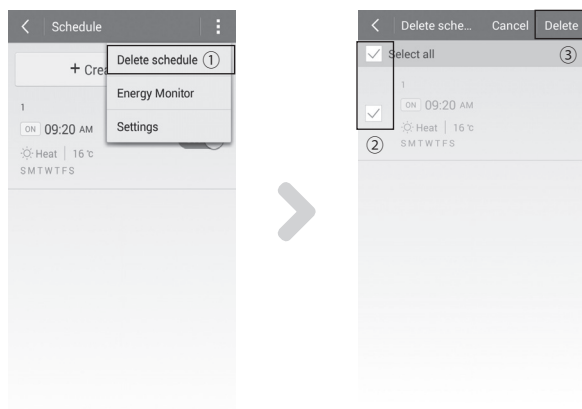 Schedule
+ Crea
Delete schedule ①
Energy Monitor
Settings
1
ON 09:20 AM
Heat | 16 ℃
SMTWTFS
Delete sche... Cancel Delete
Select all ③
1
ON 09:20 AM
Heat | 16 ℃
② SMTWTFS